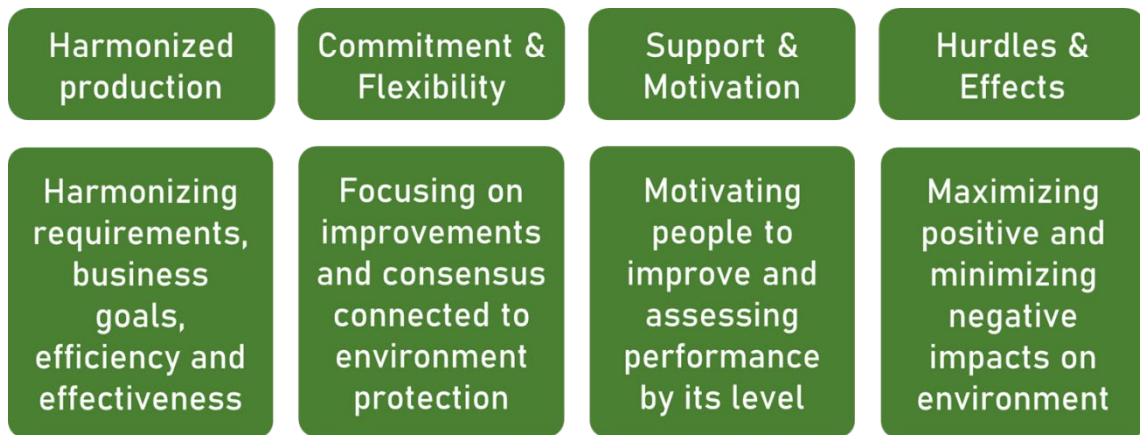 Harmonized
production
Commitment &
Flexibility
Support &
Motivation
Hurdles &
Effects
Harmonizing
requirements,
business
goals,
efficiency and
effectiveness
Focusing on
improvements
and consensus
connected to
environment
protection
Motivating
people to
improve and
assessing
performance
by its level
Maximizing
positive and
minimizing
negative
impacts on
environment